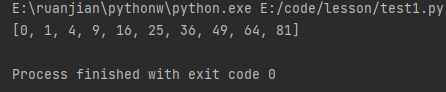 E:\ruanjian\pythonw\python.exe E:/code/lesson/test1.py
[0, 1, 4, 9, 16, 25, 36, 49, 64, 81]
Process finished with exit code 0